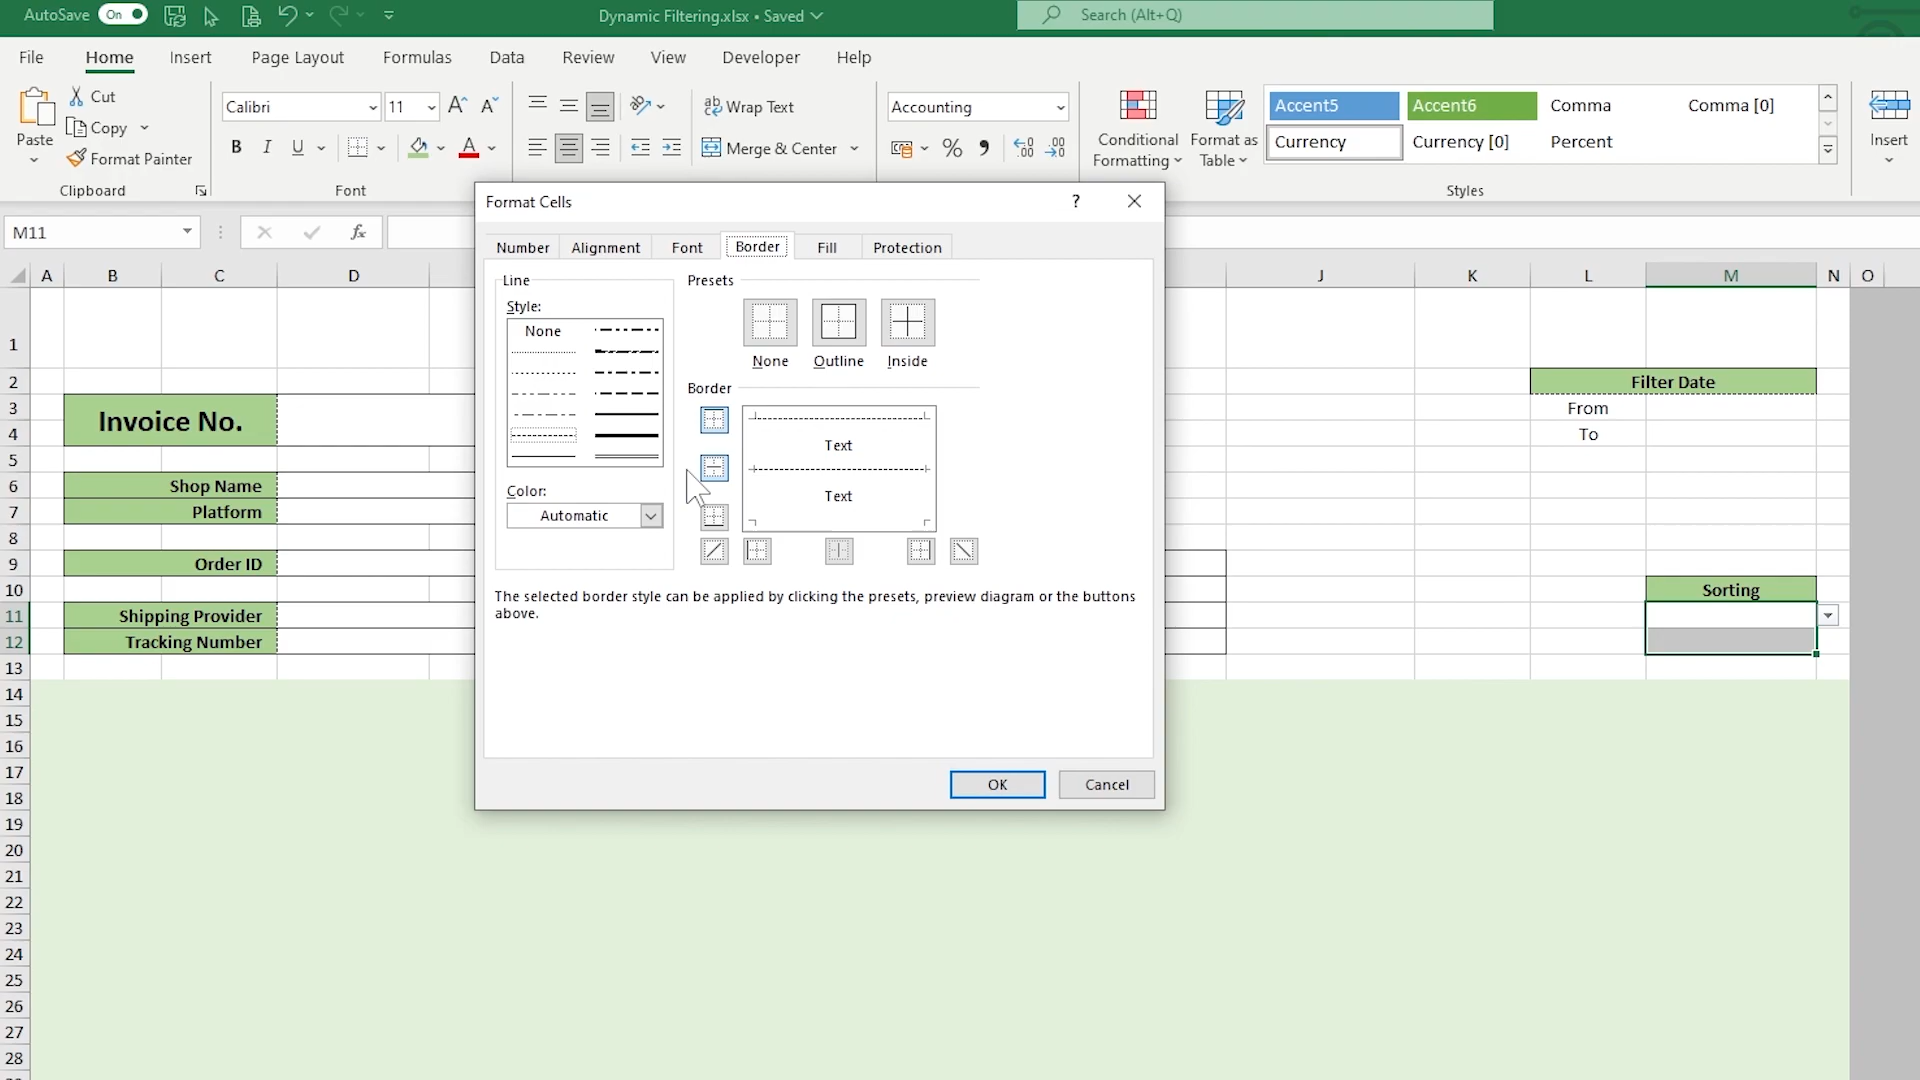 AutoSave On Dynamic Filtering.xlsx • Saved Search (Alt+Q)
File Home Insert Page Layout Formulas Data Review View Developer Help
Paste Cut Copy Format Painter
Clipboard
Calibri 11
B I U A
Font
ab Wrap Text
Merge & Center
Accounting
%
Conditional Formatting
Format as Table
Accent5 Accent6 Comma Comma [0]
Currency Currency [0] Percent
Styles
Insert
M11 fx
A B C D J K L M N O
1
2 Filter Date
3 Invoice No. From
4 To
5
6 Shop Name
7 Platform
8
9 Order ID
10 Sorting
11 Shipping Provider
12 Tracking Number
13
14
15
16
17
18
19
20
21
22
23
24
25
26
27
28
Format Cells ?
Number Alignment Font Border Fill Protection
Line
Style:
None
Color:
Automatic
Presets
None Outline Inside
Border
Text
Text
The selected border style can be applied by clicking the presets, preview diagram or the buttons
above.
OK Cancel